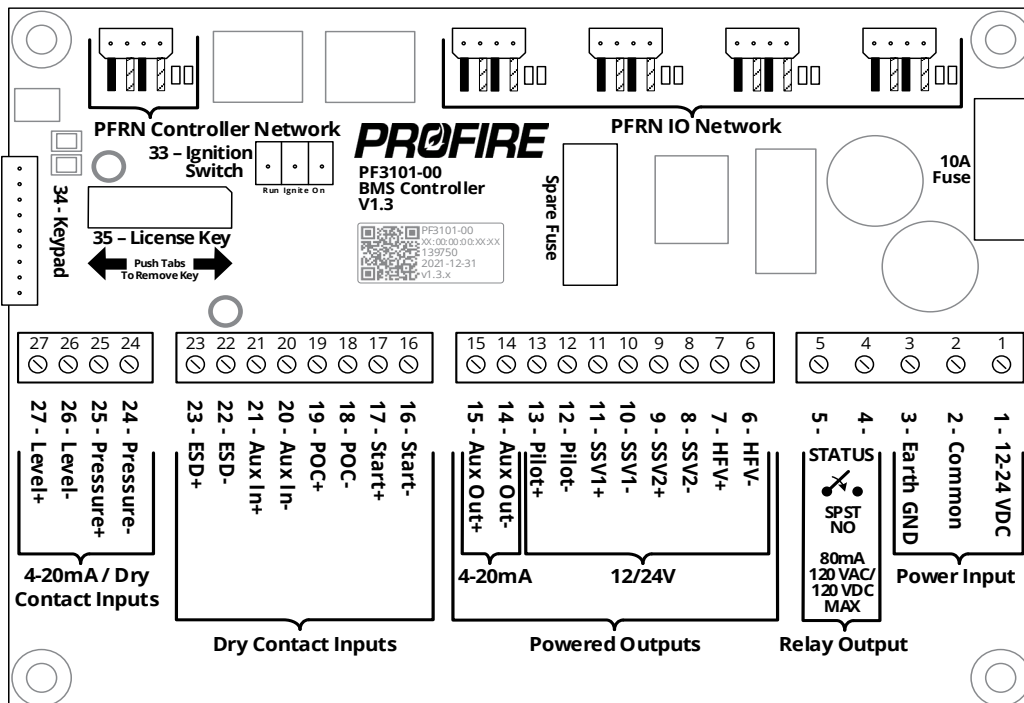 PFRN Controller Network
PFRN IO Network
33 – Ignition
Switch
Run Ignite On
PROFIRE
PF3101-00
BMS Controller
V1.3
34 - Keypad
35 – License Key
Push Tabs
To Remove Key
PF3101-00
XX:00:00:00:XX:XX
139750
2021-12-31
v1.3.x
Spare Fuse
10A
Fuse
27 26 25 24
23 22 21 20 19 18 17 16
15 14 13 12 11 10 9 8 7 6
5 4 3 2 1
27 - Level+
26 - Level-
25 - Pressure+
24 - Pressure-
23 - ESD+
22 - ESD-
21 - Aux In+
20 - Aux In-
19 - POC+
18 - POC-
17 - Start+
16 - Start-
15 - Aux Out+
14 - Aux Out-
13 - Pilot+
12 - Pilot-
11 - SSV1+
10 - SSV1-
9 - SSV2+
8 - SSV2-
7 - HFV+
6 - HFV-
5 -
4 -
STATUS
SPST
NO
80mA
120 VAC/
120 VDC
MAX
3 - Earth GND
2 - Common
1 - 12-24 VDC
4-20mA / Dry
Contact Inputs
Dry Contact Inputs
4-20mA
12/24V
Powered Outputs
Relay Output
Power Input